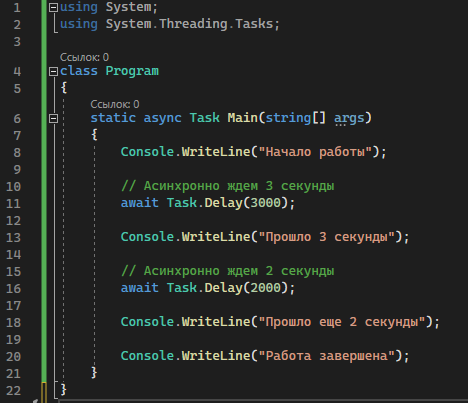 1 using System;
2 using System.Threading.Tasks;
3
Ссылок: 0
4 class Program
5 {
Ссылок: 0
6 static async Task Main(string[] args)
7 {
8 Console.WriteLine("Начало работы");
9
10 // Асинхронно ждем 3 секунды
11 await Task.Delay(3000);
12
13 Console.WriteLine("Прошло 3 секунды");
14
15 // Асинхронно ждем 2 секунды
16 await Task.Delay(2000);
17
18 Console.WriteLine("Прошло еще 2 секунды");
19
20 Console.WriteLine("Работа завершена");
21 }
22 }